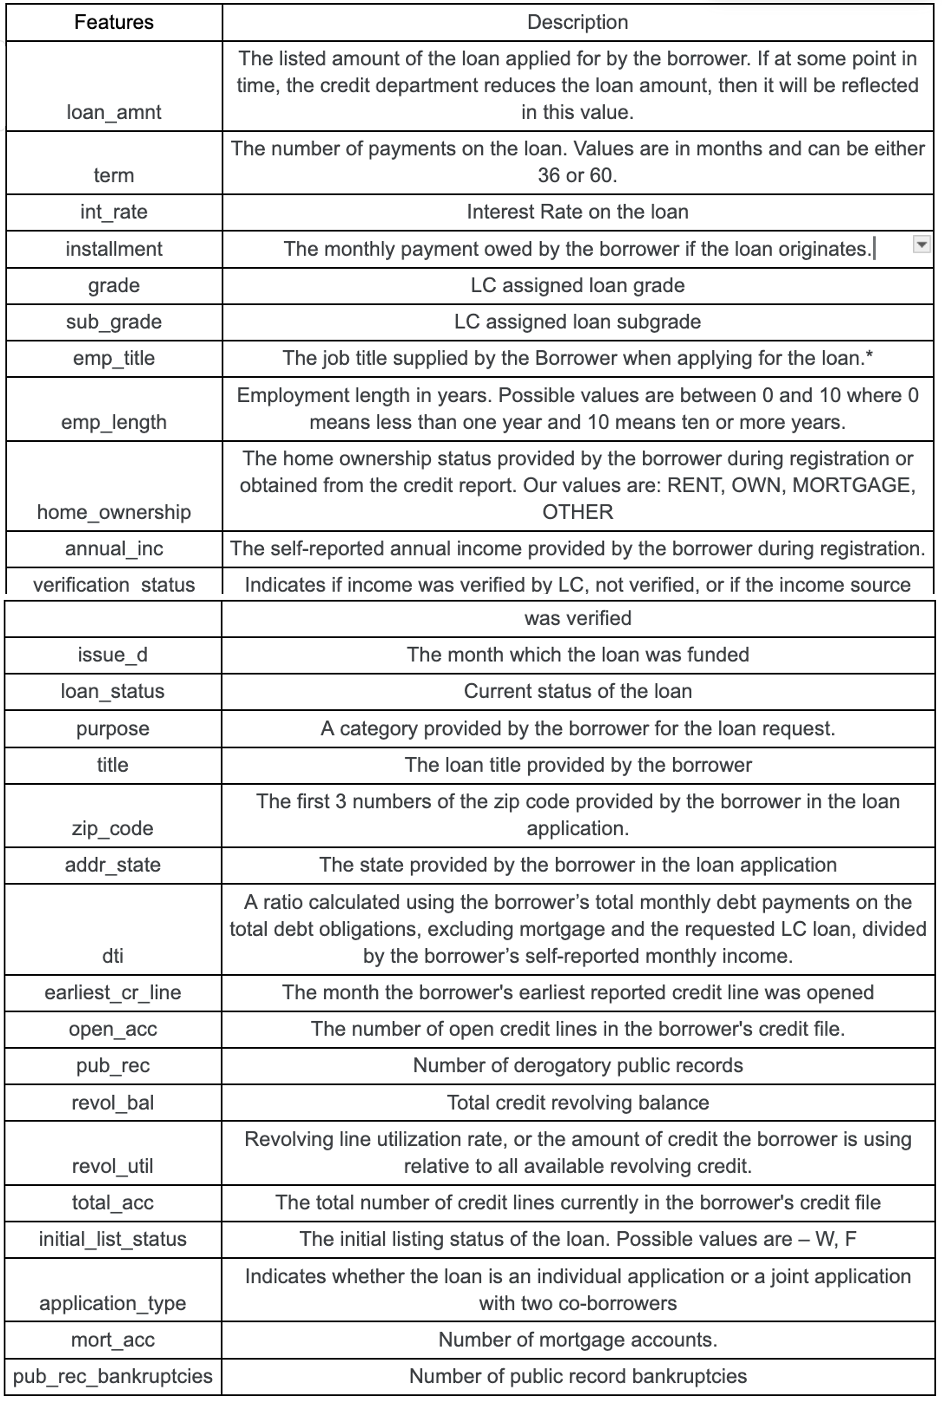 Features Description
The listed amount of the loan applied for by the borrower. If at some point in
time, the credit department reduces the loan amount, then it will be reflected
loan_amnt in this value.
The number of payments on the loan. Values are in months and can be either
term 36 or 60.
int_rate Interest Rate on the loan
installment The monthly payment owed by the borrower if the loan originates.
grade LC assigned loan grade
sub_grade LC assigned loan subgrade
emp_title The job title supplied by the Borrower when applying for the loan.*
Employment length in years. Possible values are between 0 and 10 where 0
emp_length means less than one year and 10 means ten or more years.
The home ownership status provided by the borrower during registration or
obtained from the credit report. Our values are: RENT, OWN, MORTGAGE,
home_ownership OTHER
annual_inc The self-reported annual income provided by the borrower during registration.
verification_status Indicates if income was verified by LC, not verified, or if the income source
was verified
issue_d The month which the loan was funded
loan_status Current status of the loan
purpose A category provided by the borrower for the loan request.
title The loan title provided by the borrower
The first 3 numbers of the zip code provided by the borrower in the loan
zip_code application.
addr_state The state provided by the borrower in the loan application
A ratio calculated using the borrower’s total monthly debt payments on the
total debt obligations, excluding mortgage and the requested LC loan, divided
dti by the borrower’s self-reported monthly income.
earliest_cr_line The month the borrower's earliest reported credit line was opened
open_acc The number of open credit lines in the borrower's credit file.
pub_rec Number of derogatory public records
revol_bal Total credit revolving balance
Revolving line utilization rate, or the amount of credit the borrower is using
revol_util relative to all available revolving credit.
total_acc The total number of credit lines currently in the borrower's credit file
initial_list_status The initial listing status of the loan. Possible values are – W, F
Indicates whether the loan is an individual application or a joint application
application_type with two co-borrowers
mort_acc Number of mortgage accounts.
pub_rec_bankruptcies Number of public record bankruptcies